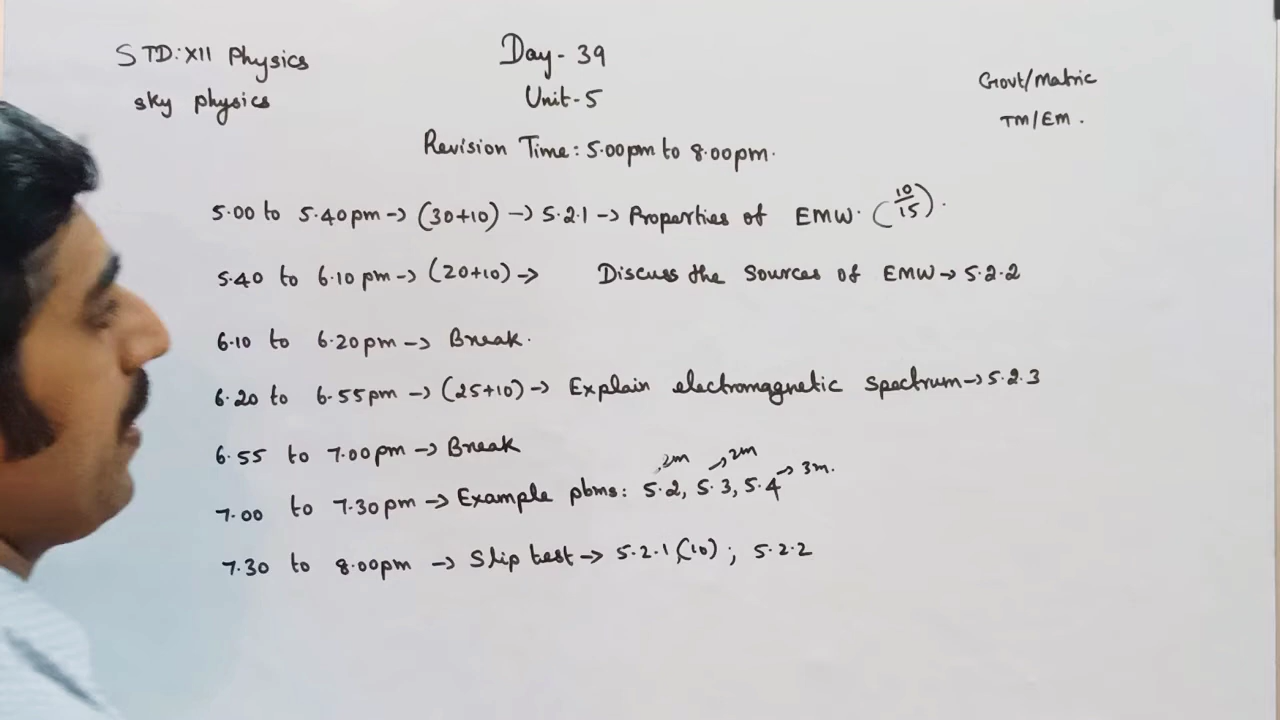 STD: XII Physics
sky physics
Day - 39
Unit - 5
Govt/Matric
TM/EM.
Revision Time: 5.00pm to 8.00pm.
5.00 to 5.40pm -> (30+10) -> 5.2.1 -> Properties of EMW. (10/15).
5.40 to 6.10pm -> (20+10) -> Discuss the Sources of EMW -> 5.2.2
6.10 to 6.20pm -> Break.
6.20 to 6.55pm -> (25+10) -> Explain electromagnetic spectrum -> 5.2.3
6.55 to 7.00pm -> Break
2m -> 2m -> 3m.
7.00 to 7.30pm -> Example pbms: 5.2, 5.3, 5.4
7.30 to 8.00pm -> Slip test -> 5.2.1, (10); 5.2.2